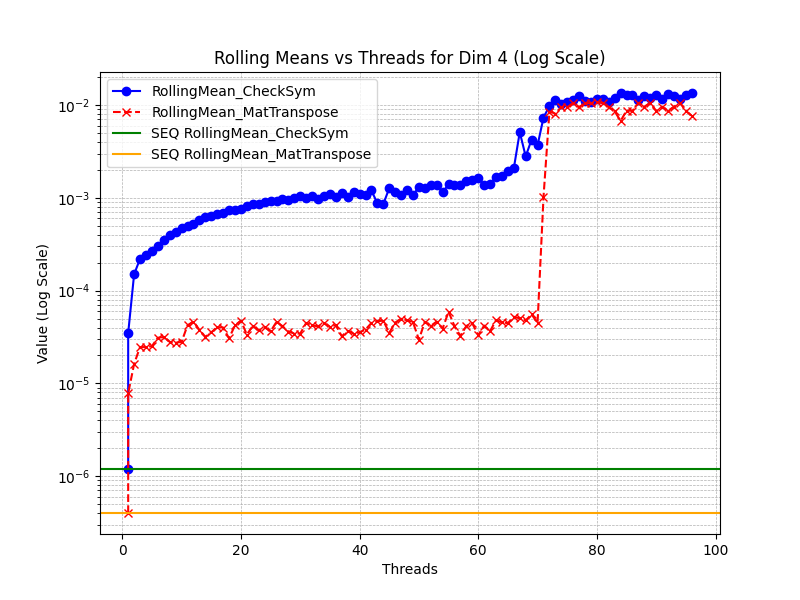 Rolling Means vs Threads for Dim 4 (Log Scale)
RollingMean_CheckSym
RollingMean_MatTranspose
SEQ RollingMean_CheckSym
SEQ RollingMean_MatTranspose
Value (Log Scale)
10⁻²
10⁻³
10⁻⁴
10⁻⁵
10⁻⁶
0 20 40 60 80 100
Threads